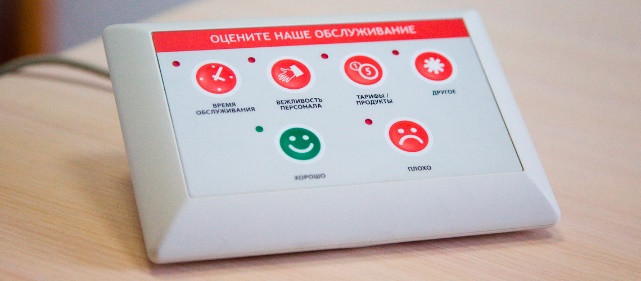 ОЦЕНИТЕ НАШЕ ОБСЛУЖИВАНИЕ
ВРЕМЯ
ОБСЛУЖИВАНИЯ
ВЕЖЛИВОСТЬ
ПЕРСОНАЛА
ТАРИФЫ /
ПРОДУКТЫ
ДРУГОЕ
ХОРОШО
ПЛОХО